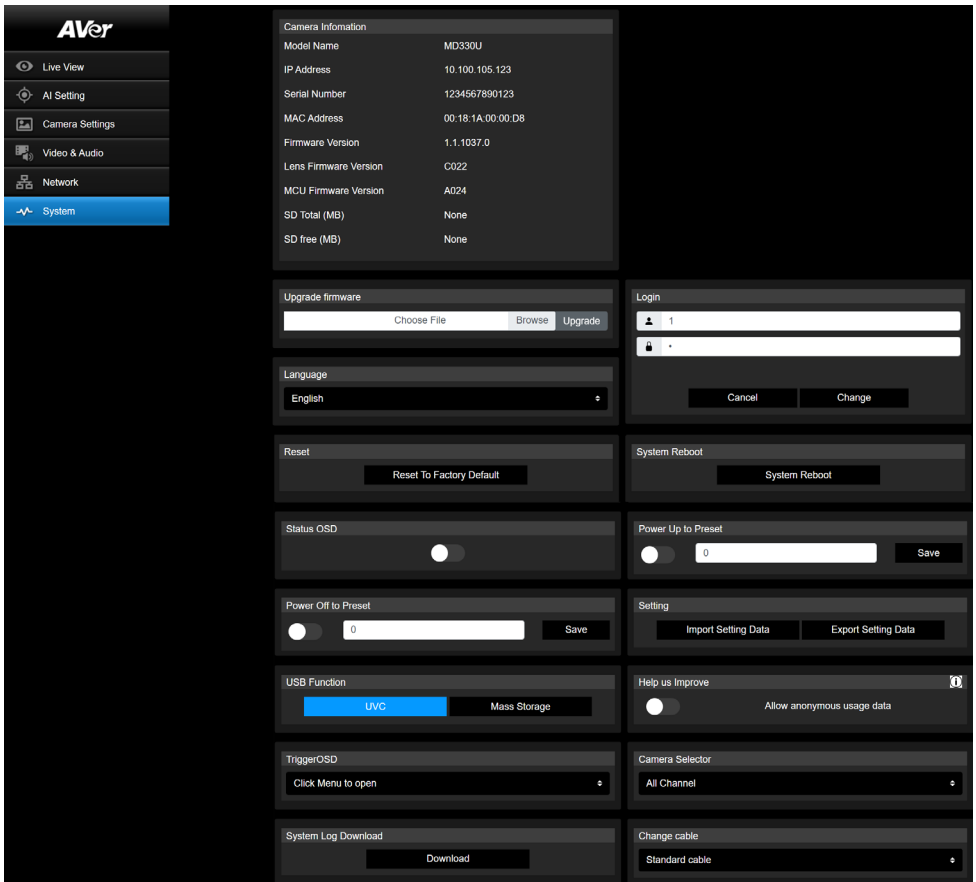 AVer
Live View
AI Setting
Camera Settings
Video & Audio
Network
System
Camera Infomation
Model Name MD330U
IP Address 10.100.105.123
Serial Number 1234567890123
MAC Address 00:18:1A:00:00:D8
Firmware Version 1.1.1037.0
Lens Firmware Version C022
MCU Firmware Version A024
SD Total (MB) None
SD free (MB) None
Upgrade firmware
Choose File Browse Upgrade
Login
1
Language
English
Cancel Change
Reset
Reset To Factory Default
System Reboot
System Reboot
Status OSD
Power Up to Preset
0 Save
Power Off to Preset
0 Save
Setting
Import Setting Data Export Setting Data
USB Function
UVC Mass Storage
Help us Improve
Allow anonymous usage data
TriggerOSD
Click Menu to open
Camera Selector
All Channel
System Log Download
Download
Change cable
Standard cable